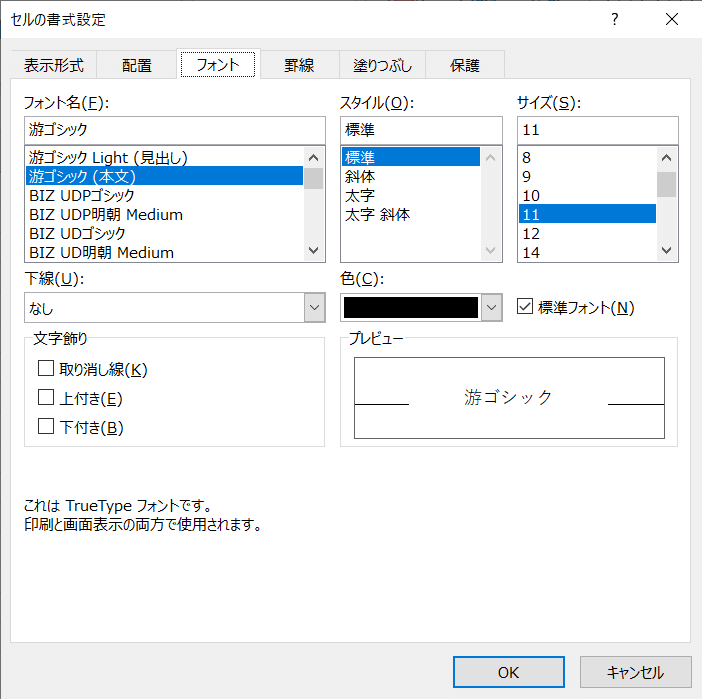 セルの書式設定
?
表示形式 配置 フォント 罫線 塗りつぶし 保護
フォント名(F):
游ゴシック
游ゴシック Light (見出し)
游ゴシック (本文)
BIZ UDPゴシック
BIZ UDP明朝 Medium
BIZ UDゴシック
BIZ UD明朝 Medium
スタイル(O):
標準
標準
斜体
太字
太字 斜体
サイズ(S):
11
8
9
10
11
12
14
下線(U):
なし
色(C):
標準フォント(N)
文字飾り
取り消し線(K)
上付き(E)
下付き(B)
プレビュー
游ゴシック
これは TrueType フォントです。
印刷と画面表示の両方で使用されます。
OK キャンセル